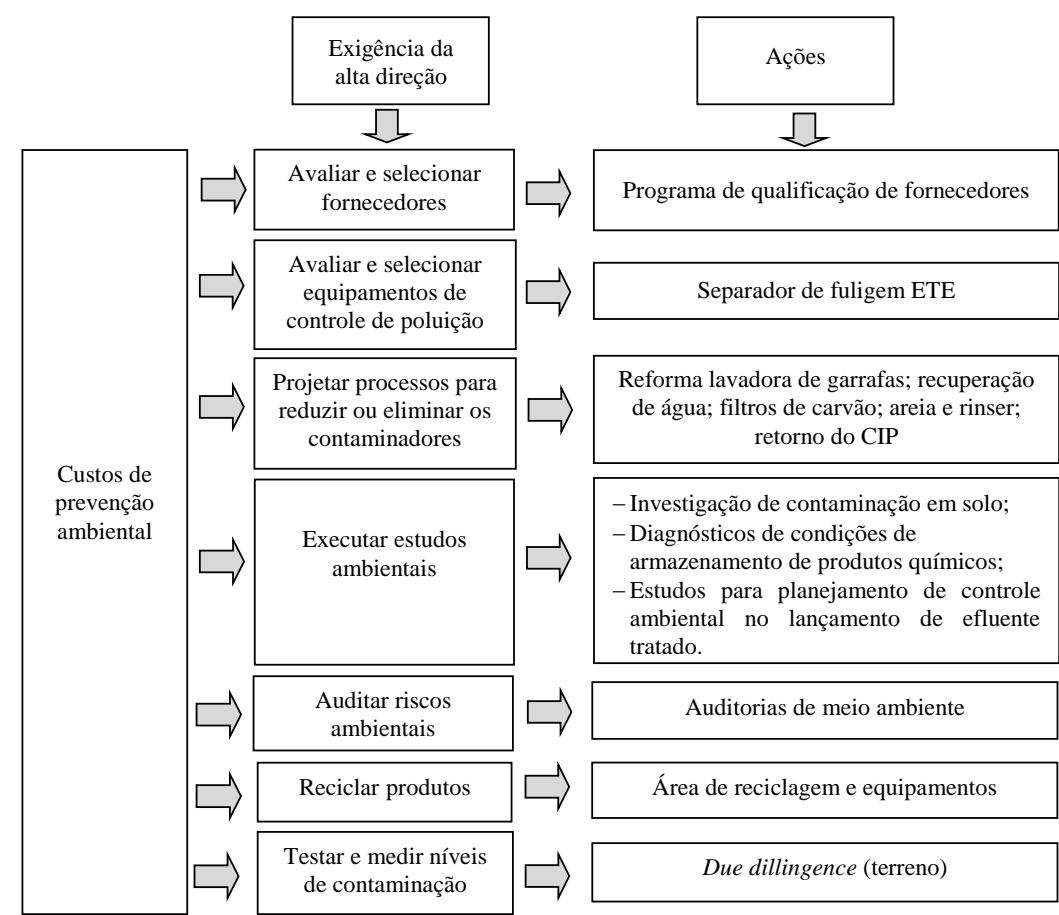 Exigência da
alta direção
Ações
Custos de
prevenção
ambiental
Avaliar e selecionar
fornecedores
Programa de qualificação de fornecedores
Avaliar e selecionar
equipamentos de
controle de poluição
Separador de fuligem ETE
Projetar processos para
reduzir ou eliminar os
contaminadores
Reforma lavadora de garrafas; recuperação
de água; filtros de carvão; areia e rinser;
retorno do CIP
Executar estudos
ambientais
– Investigação de contaminação em solo;
– Diagnósticos de condições de
armazenamento de produtos químicos;
– Estudos para planejamento de controle
ambiental no lançamento de efluente
tratado.
Auditar riscos
ambientais
Auditorias de meio ambiente
Reciclar produtos
Área de reciclagem e equipamentos
Testar e medir níveis
de contaminação
Due dillingence (terreno)